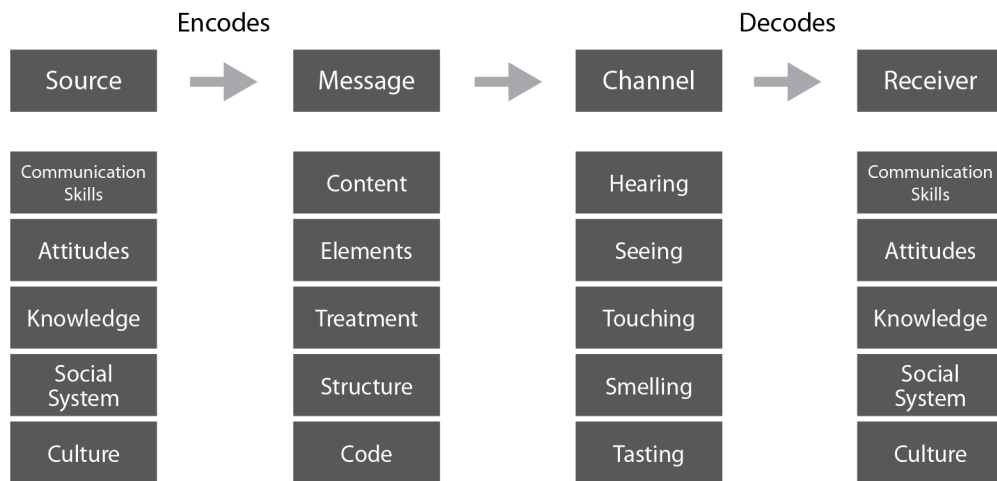 Encodes
Decodes
Source
Message
Channel
Receiver
Communication
Skills
Content
Hearing
Communication
Skills
Attitudes
Elements
Seeing
Attitudes
Knowledge
Treatment
Touching
Knowledge
Social
System
Structure
Smelling
Social
System
Culture
Code
Tasting
Culture